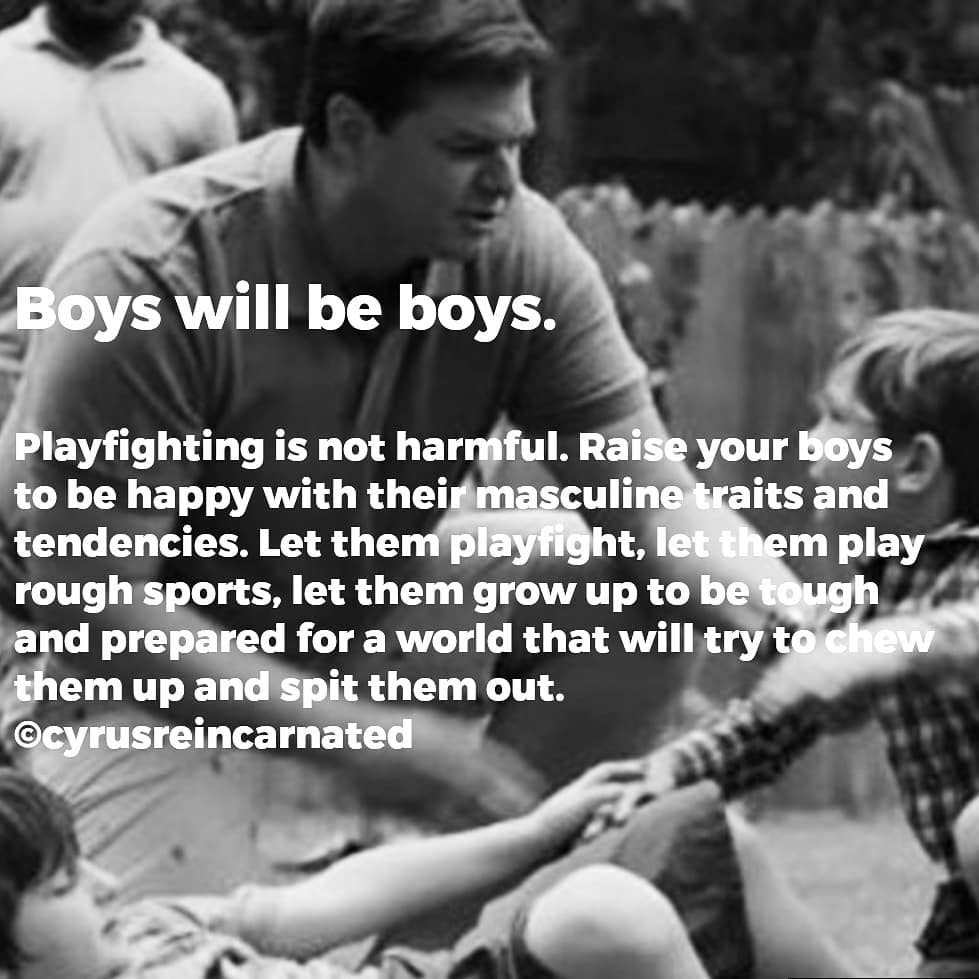 Boys will be boys.
Playfighting is not harmful. Raise your boys
to be happy with their masculine traits and
tendencies. Let them playfight, let them play
rough sports, let them grow up to be tough
and prepared for a world that will try to chew
them up and spit them out.
©cyrusreincarnated